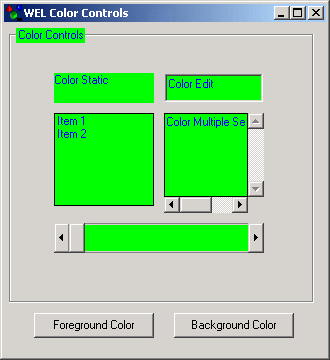 WEL Color Controls
Color Controls
Color Static
Color Edit
Item 1
Item 2
Color Multiple Se
Foreground Color
Background Color